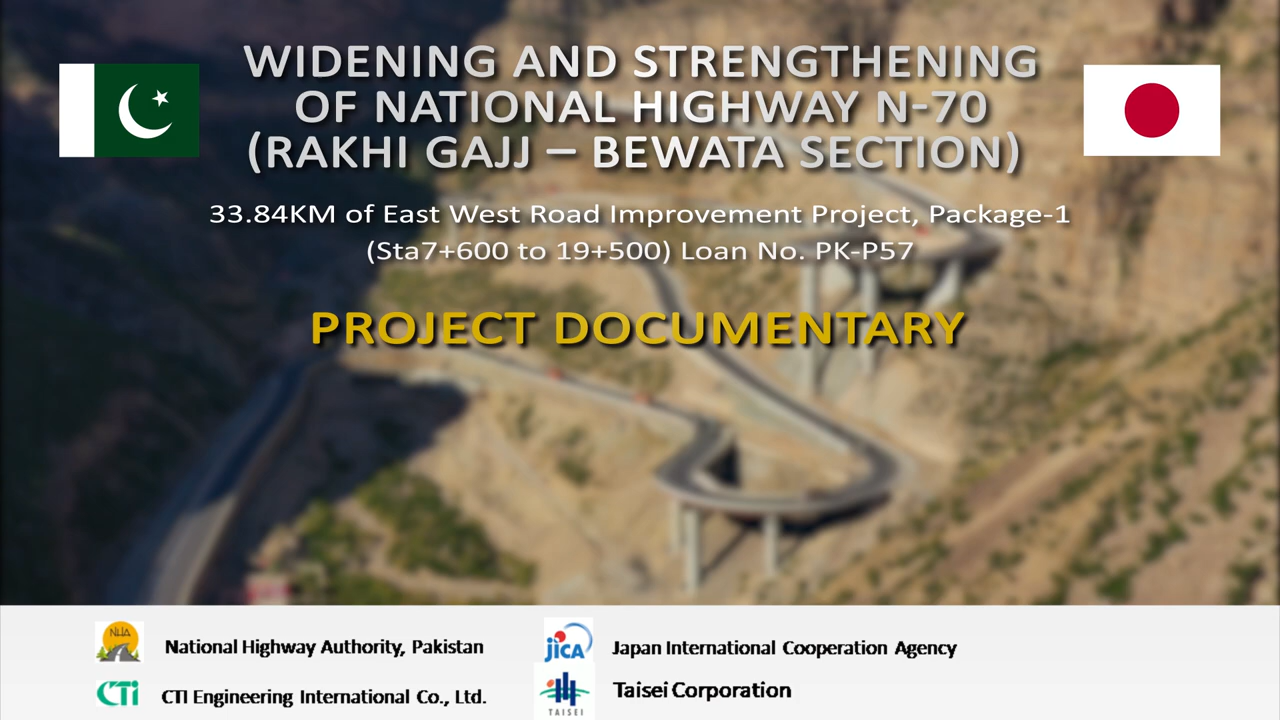 WIDENING AND STRENGTHENING
OF NATIONAL HIGHWAY N-70
(RAKHI GAJJ – BEWATA SECTION)
33.84KM of East West Road Improvement Project, Package-1
(Sta7+600 to 19+500) Loan No. PK-P57
PROJECT DOCUMENTARY
NHA
National Highway Authority, Pakistan
jICA
Japan International Cooperation Agency
CTi
CTI Engineering International Co., Ltd.
TAISEI
Taisei Corporation